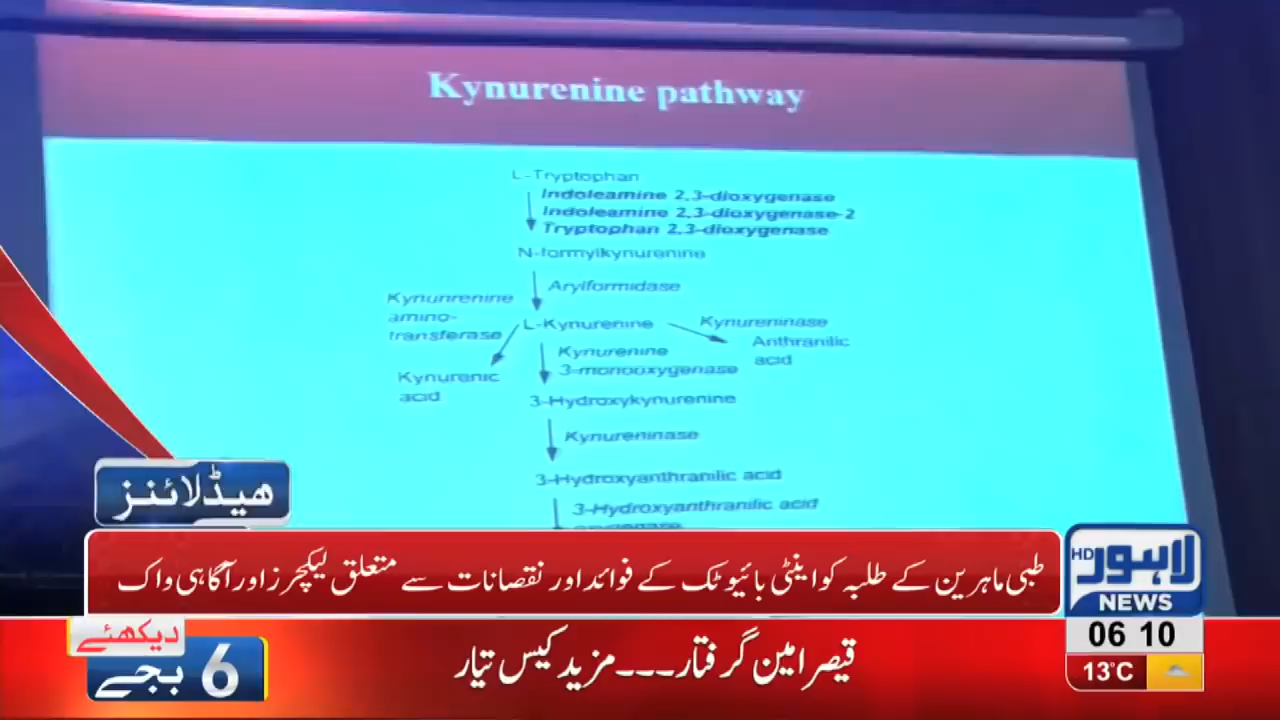 Kynurenine pathway
L-Tryptophan
Indoleamine 2,3-dioxygenase
Indoleamine 2,3-dioxygenase-2
Tryptophan 2,3-dioxygenase
N-formylkynurenine
Arylformidase
Kynunrenine
amino-
transferase
L-Kynurenine
Kynureninase
Anthranilic
acid
Kynurenine
3-monooxygenase
Kynurenic
acid
3-Hydroxykynurenine
Kynureninase
3-Hydroxyanthranilic acid
3-Hydroxyanthranilic acid
ہیڈلائنز
طبی ماہرین کے طلبہ کو اینٹی بائیوٹک کے فوائد اور نقصانات سے متعلق لیکچرز اور آگاہی واک
HD لاہور
NEWS
دیکھئے
6 بجے
قیصر امین گرفتار۔۔۔مزید کیس تیار
06 10
13°C